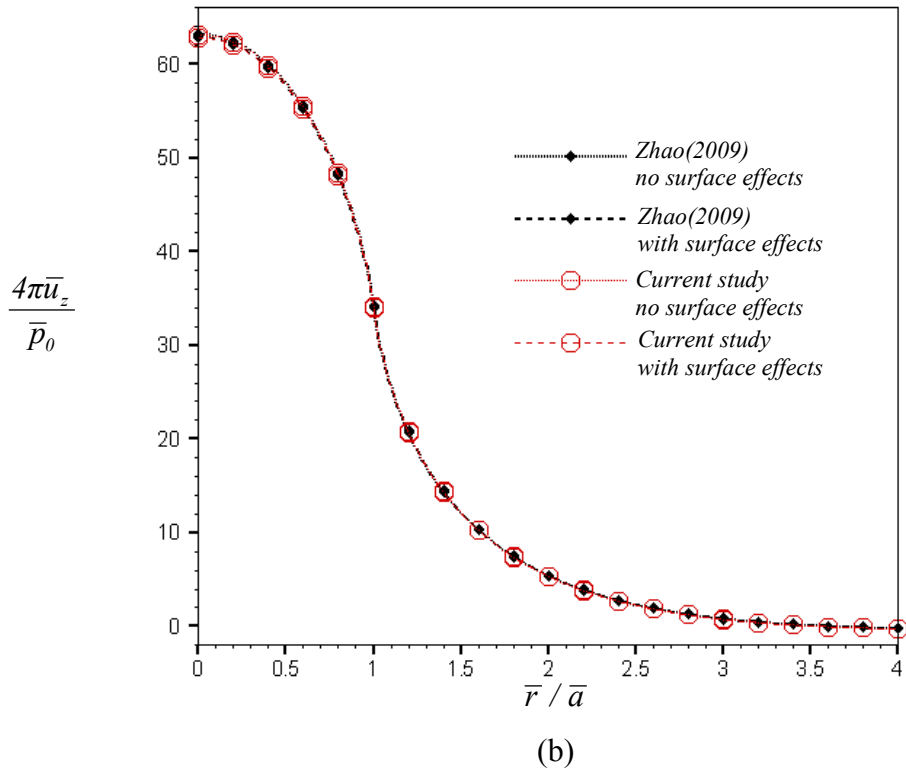 60
50
40
30
20
10
0
0
0.5
1
1.5
2
2.5
3
3.5
4
4πu̅_z
p̅_0
r̅ / a̅
Zhao(2009)
no surface effects
Zhao(2009)
with surface effects
Current study
no surface effects
Current study
with surface effects
(b)